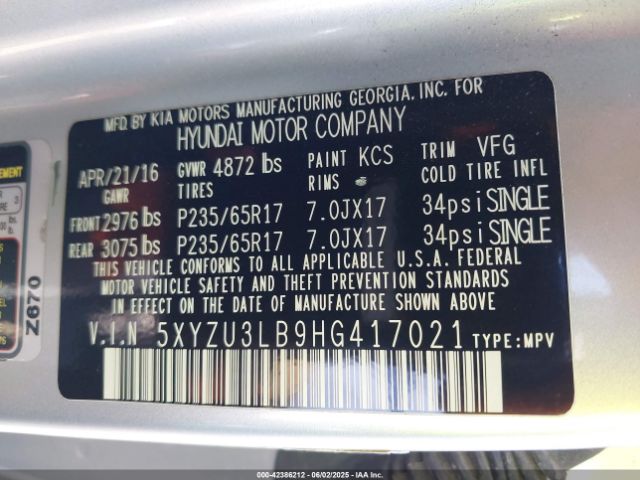 MFD. BY KIA MOTORS MANUFACTURING GEORGIA, INC. FOR
HYUNDAI MOTOR COMPANY
APR/21/16 GVWR 4872 lbs PAINT KCS TRIM VFG
GAWR TIRES RIMS COLD TIRE INFL
FRONT 2976 lbs P235/65R17 7.0JX17 34psi SINGLE
REAR 3075 lbs P235/65R17 7.0JX17 34psi SINGLE
THIS VEHICLE CONFORMS TO ALL APPLICABLE U.S.A. FEDERAL
MOTOR VEHICLE SAFETY AND THEFT PREVENTION STANDARDS
IN EFFECT ON THE DATE OF MANUFACTURE SHOWN ABOVE.
V.I.N 5XYZU3LB9HG417021 TYPE:MPV
Z670
000-42386212 - 06/02/2025 - IAA Inc.